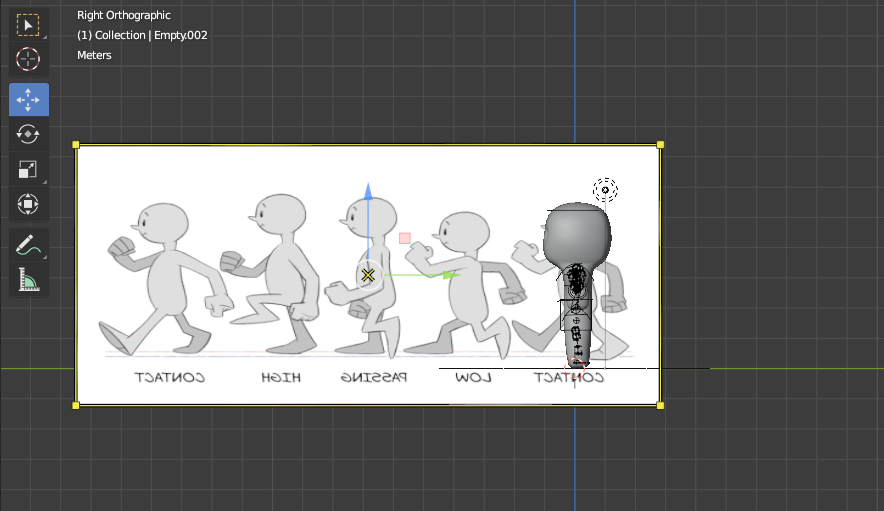 Right Orthographic
(1) Collection | Empty.002
Meters
CONTACT HIGH PASSING LOW CONTACT